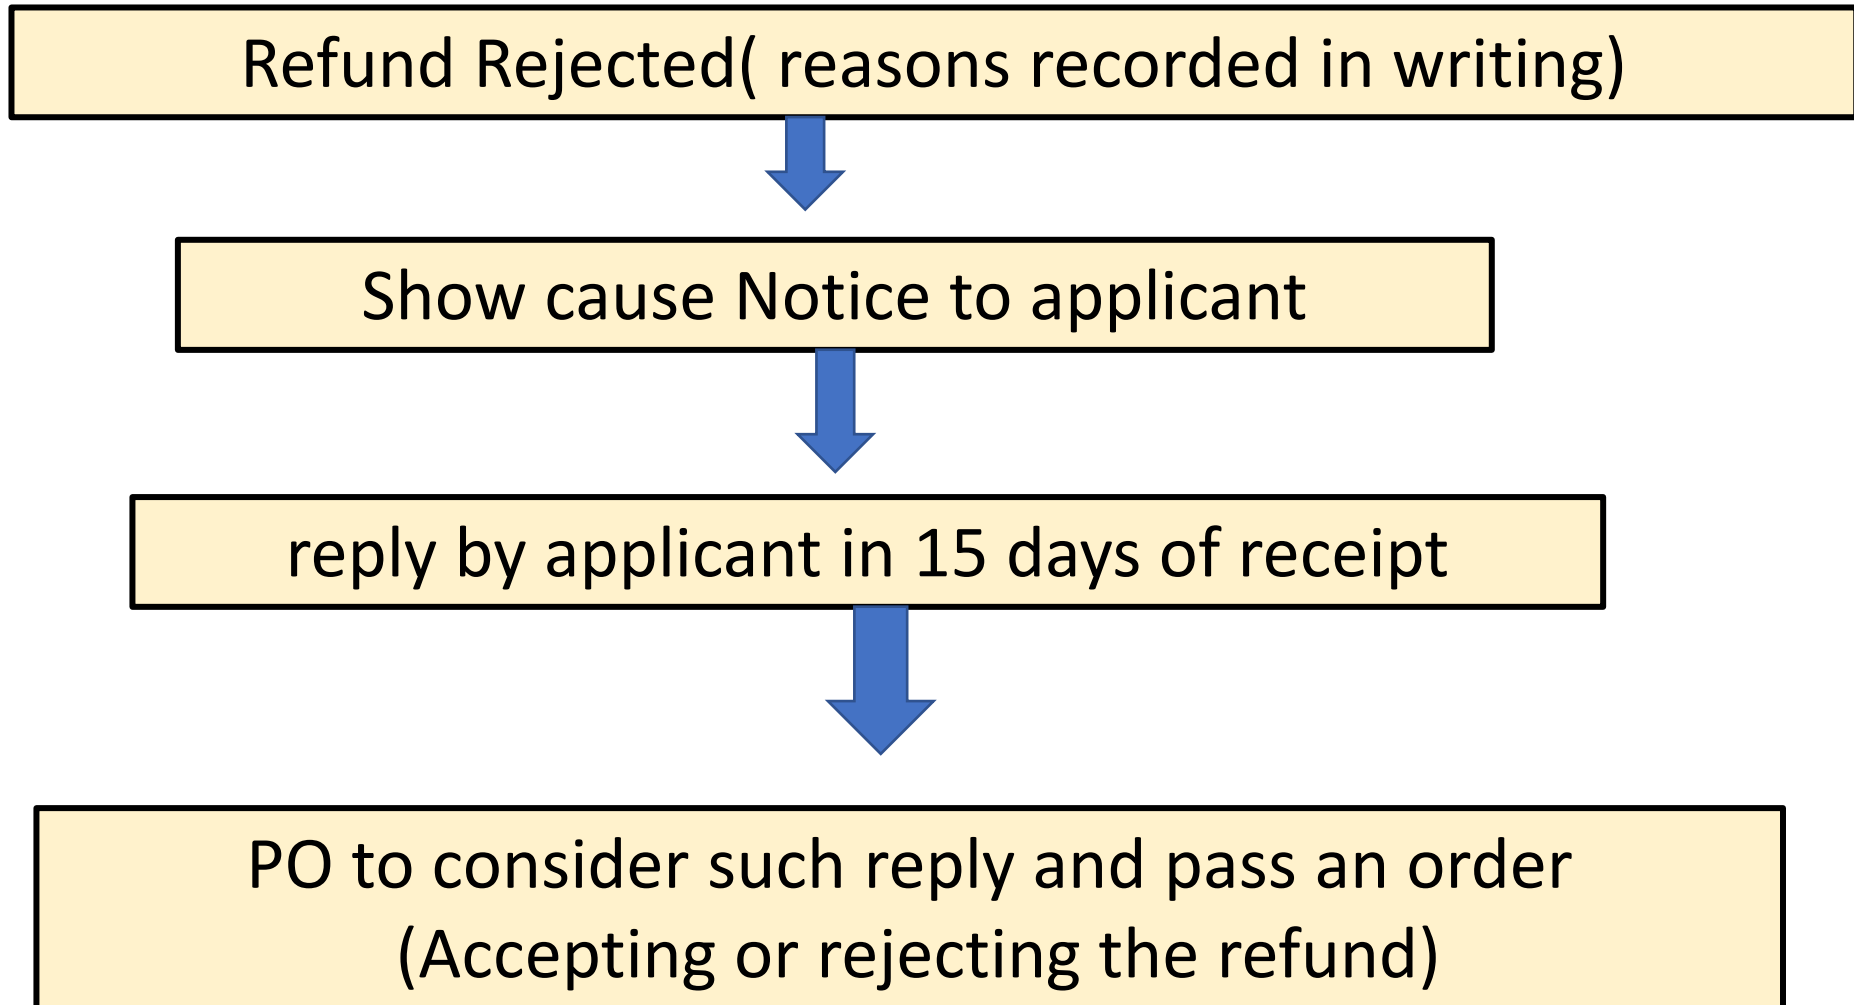 Refund Rejected( reasons recorded in writing)
Show cause Notice to applicant
reply by applicant in 15 days of receipt
PO to consider such reply and pass an order
(Accepting or rejecting the refund)